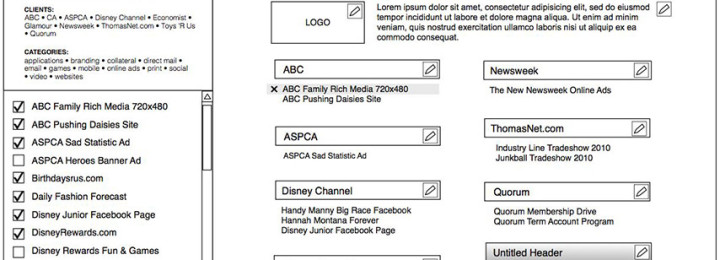 CLIENTS:
ABC • CA • ASPCA • Disney Channel • Economist •
Glamour • Newsweek • ThomasNet.com • Toys 'R Us
• Quorum
CATEGORIES:
applications • branding • collateral • direct mail •
email • games • mobile • online ads • print • social
• video • websites
ABC Family Rich Media 720x480
ABC Pushing Daisies Site
ASPCA Sad Statistic Ad
ASPCA Heroes Banner Ad
Birthdaysrus.com
Daily Fashion Forecast
Disney Junior Facebook Page
DisneyRewards.com
Disney Rewards Fun & Games
LOGO
Lorem ipsum dolor sit amet, consectetur adipisicing elit, sed do eiusmod
tempor incididunt ut labore et dolore magna aliqua. Ut enim ad minim
veniam, quis nostrud exercitation ullamco laboris nisi ut aliquip ex ea
commodo consequat.
ABC
ABC Family Rich Media 720x480
ABC Pushing Daisies Site
ASPCA
ASPCA Sad Statistic Ad
Disney Channel
Handy Manny Big Race Facebook
Hannah Montana Forever
Disney Junior Facebook Page
Newsweek
The New Newsweek Online Ads
ThomasNet.com
Industry Line Tradeshow 2010
Junkball Tradeshow 2010
Quorum
Quorum Membership Drive
Quorum Term Account Program
Untitled Header